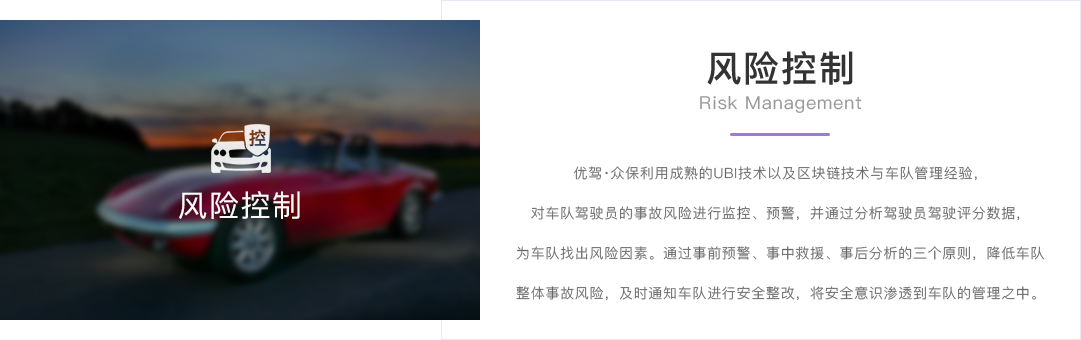 控
风险控制
风险控制
Risk Management
优驾·众保利用成熟的UBI技术以及区块链技术与车队管理经验，
对车队驾驶员的事故风险进行监控、预警，并通过分析驾驶员驾驶评分数据，
为车队找出风险因素。通过事前预警、事中救援、事后分析的三个原则，降低车队
整体事故风险，及时通知车队进行安全整改，将安全意识渗透到车队的管理之中。